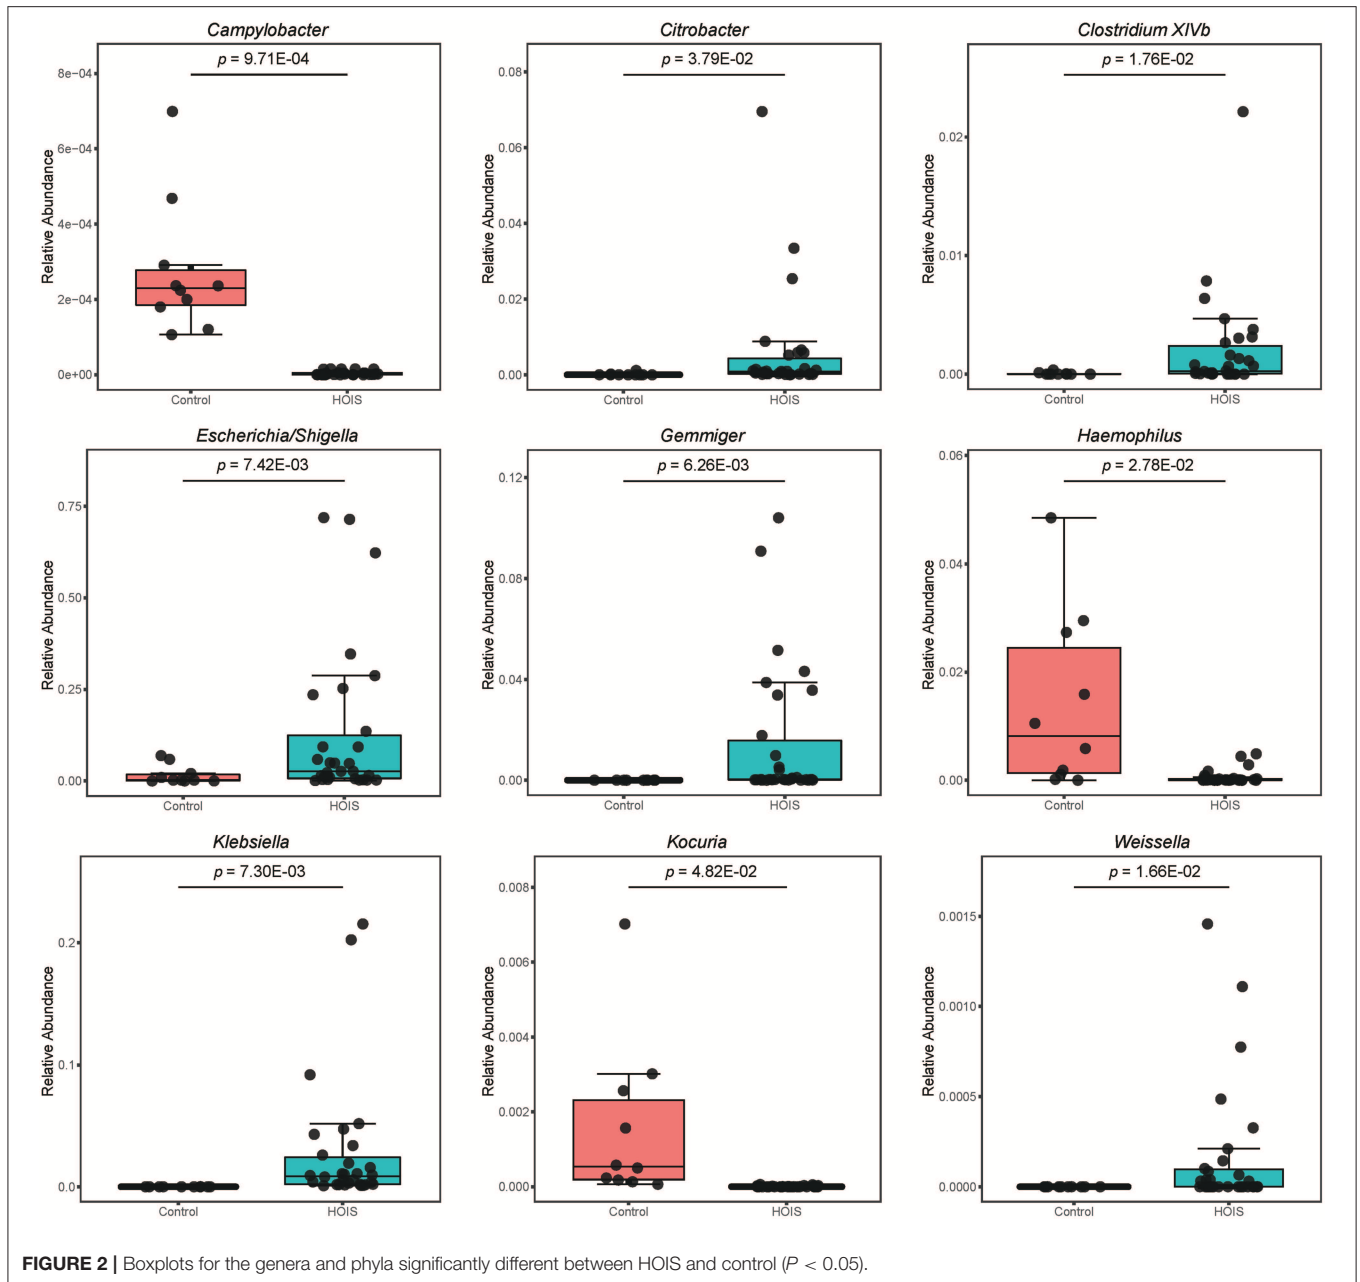 Campylobacter
p = 9.71E-04
Relative Abundance
8e-04
6e-04
4e-04
2e-04
0e+00
Control
HOIS
Citrobacter
p = 3.79E-02
Relative Abundance
0.08
0.06
0.04
0.02
0.00
Control
HOIS
Clostridium XIVb
p = 1.76E-02
Relative Abundance
0.02
0.01
0.00
Control
HOIS
Escherichia/Shigella
p = 7.42E-03
Relative Abundance
0.75
0.50
0.25
0.00
Control
HOIS
Gemmiger
p = 6.26E-03
Relative Abundance
0.12
0.08
0.04
0.00
Control
HOIS
Haemophilus
p = 2.78E-02
Relative Abundance
0.06
0.04
0.02
0.00
Control
HOIS
Klebsiella
p = 7.30E-03
Relative Abundance
0.2
0.1
0.0
Control
HOIS
Kocuria
p = 4.82E-02
Relative Abundance
0.008
0.006
0.004
0.002
0.000
Control
HOIS
Weissella
p = 1.66E-02
Relative Abundance
0.0015
0.0010
0.0005
0.0000
Control
HOIS
FIGURE 2 | Boxplots for the genera and phyla significantly different between HOIS and control (P < 0.05).